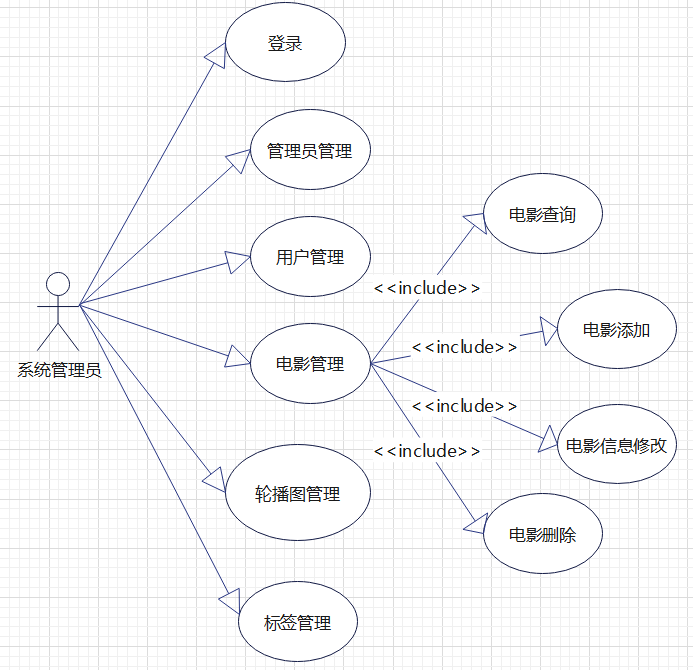 登录
管理员管理
电影查询
用户管理
<<include>>
电影添加
<<include>>
系统管理员
电影管理
<<include>>
电影信息修改
<<include>>
轮播图管理
电影删除
标签管理